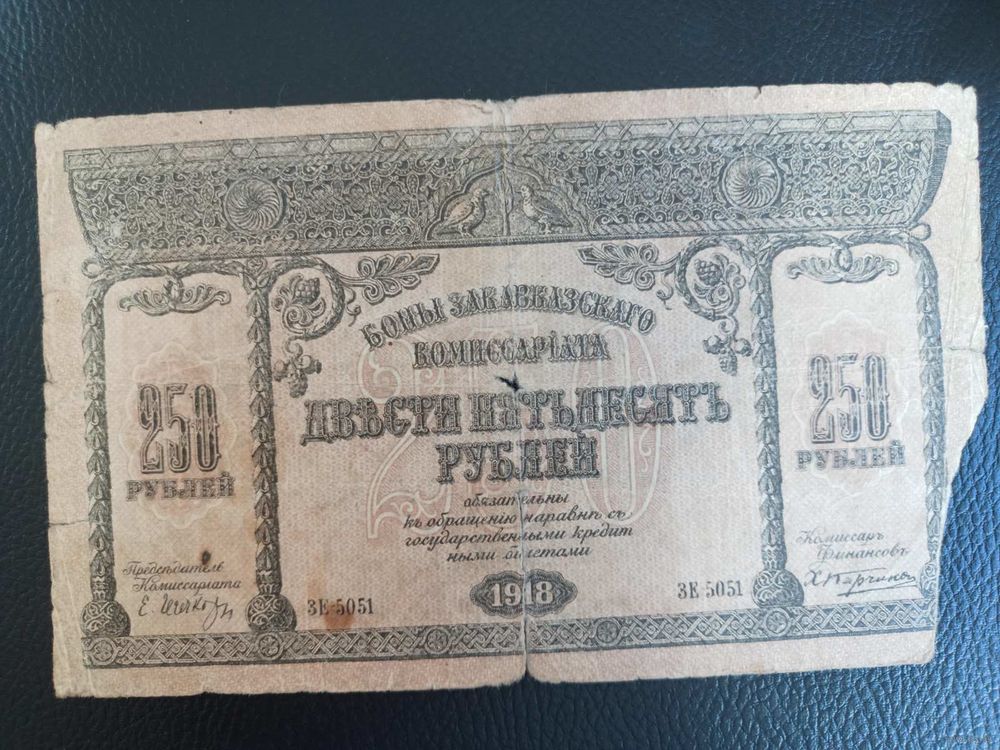 Боны Закавказскаго
Комиссаріата
250
Двѣсти пятьдесятъ
рублей
250
рублей
250
рублей
обязательны
къ обращенію наравнѣ съ
государственными кредит
ными билетами
Предсѣдатель
Комиссаріата
Комиссаръ
Финансовъ
ЗЕ-5051
1918
ЗЕ 5051